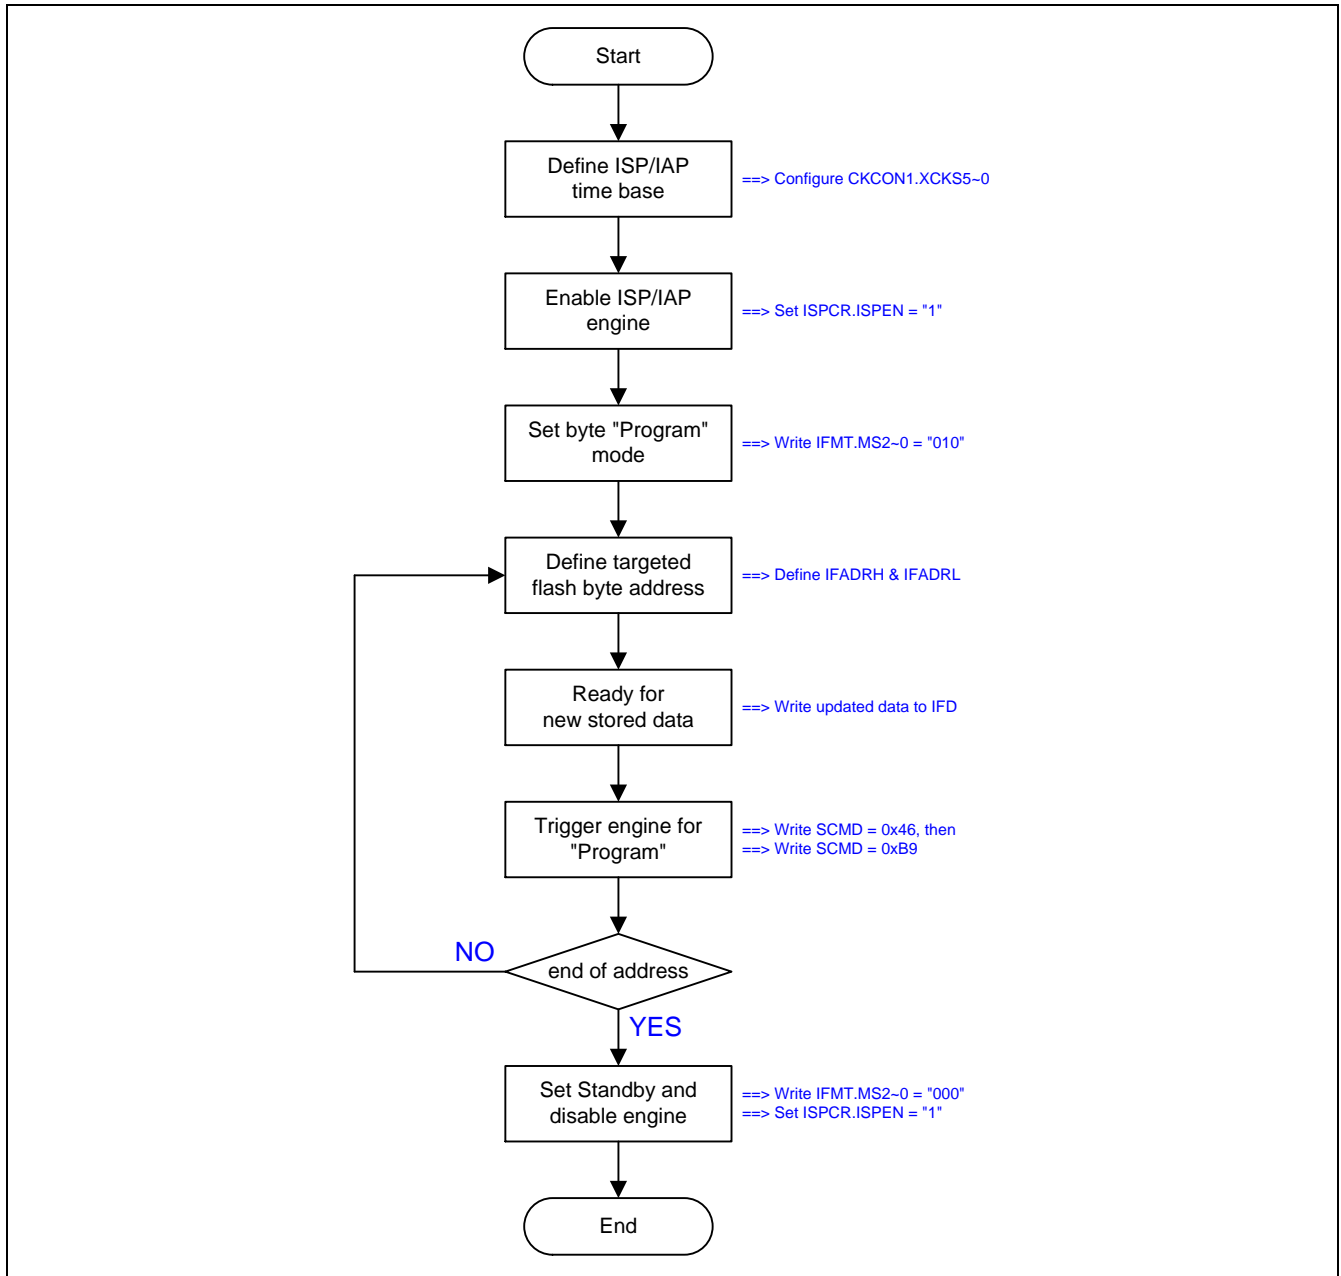 Start
Define ISP/IAP
time base
==> Configure CKCON1.XCKS5~0
Enable ISP/IAP
engine
==> Set ISPCR.ISPEN = "1"
Set byte "Program"
mode
==> Write IFMT.MS2~0 = "010"
Define targeted
flash byte address
==> Define IFADRH & IFADRL
Ready for
new stored data
==> Write updated data to IFD
Trigger engine for
"Program"
==> Write SCMD = 0x46, then
==> Write SCMD = 0xB9
NO
end of address
YES
Set Standby and
disable engine
==> Write IFMT.MS2~0 = "000"
==> Set ISPCR.ISPEN = "1"
End